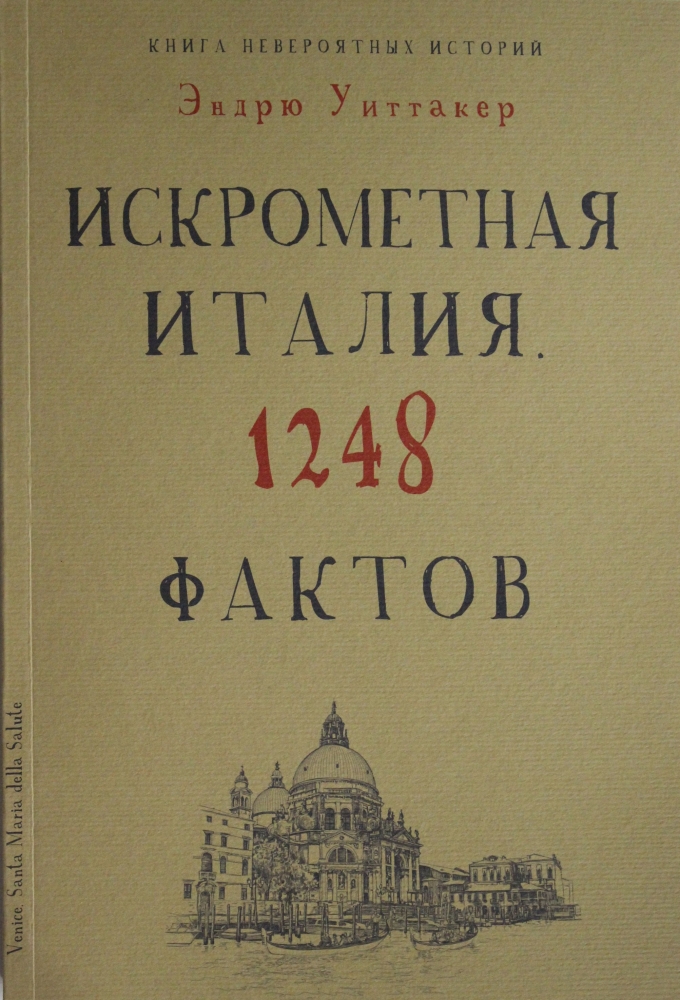 КНИГА НЕВЕРОЯТНЫХ ИСТОРИЙ
Эндрю Уиттакер
ИСКРОМЕТНАЯ
ИТАЛИЯ.
1248
ФАКТОВ
Venice. Santa Maria della Salute